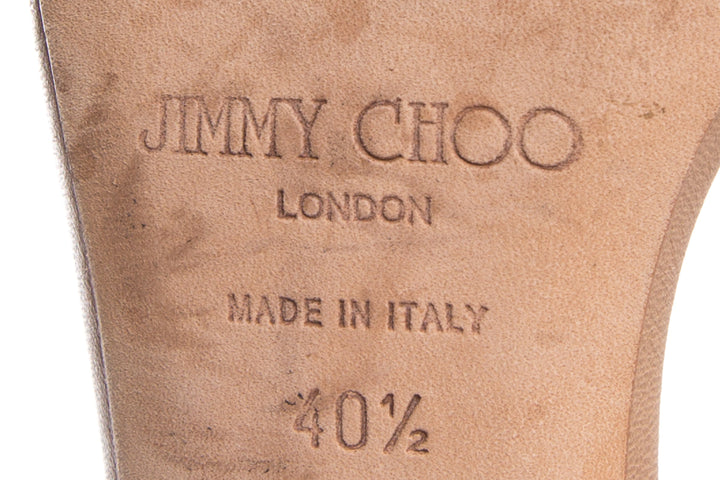 JIMMY CHOO
LONDON
MADE IN ITALY
40½